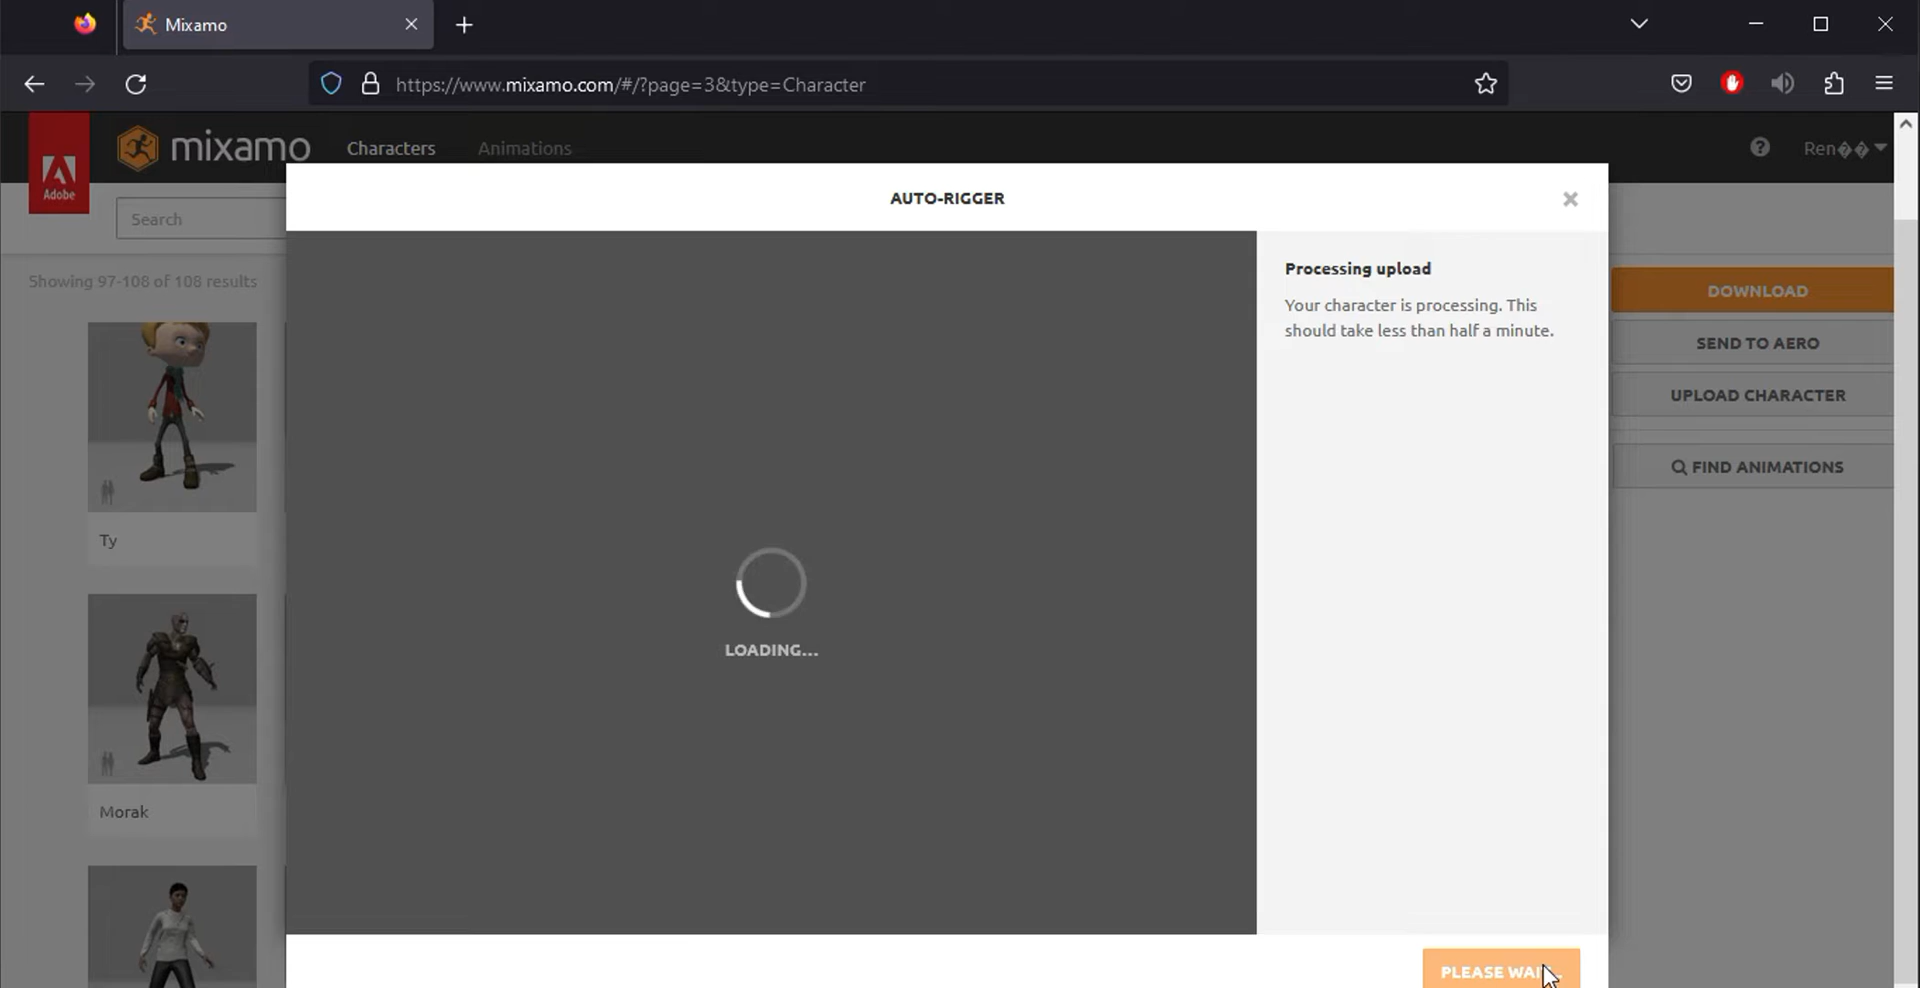 Mixamo
https://www.mixamo.com/#/?page=3&type=Character
Adobe
mixamo
Characters
Animations
Ren��
Search
AUTO-RIGGER
Showing 97-108 of 108 results
Processing upload
Your character is processing. This
should take less than half a minute.
DOWNLOAD
SEND TO AERO
UPLOAD CHARACTER
FIND ANIMATIONS
Ty
LOADING...
Morak
PLEASE